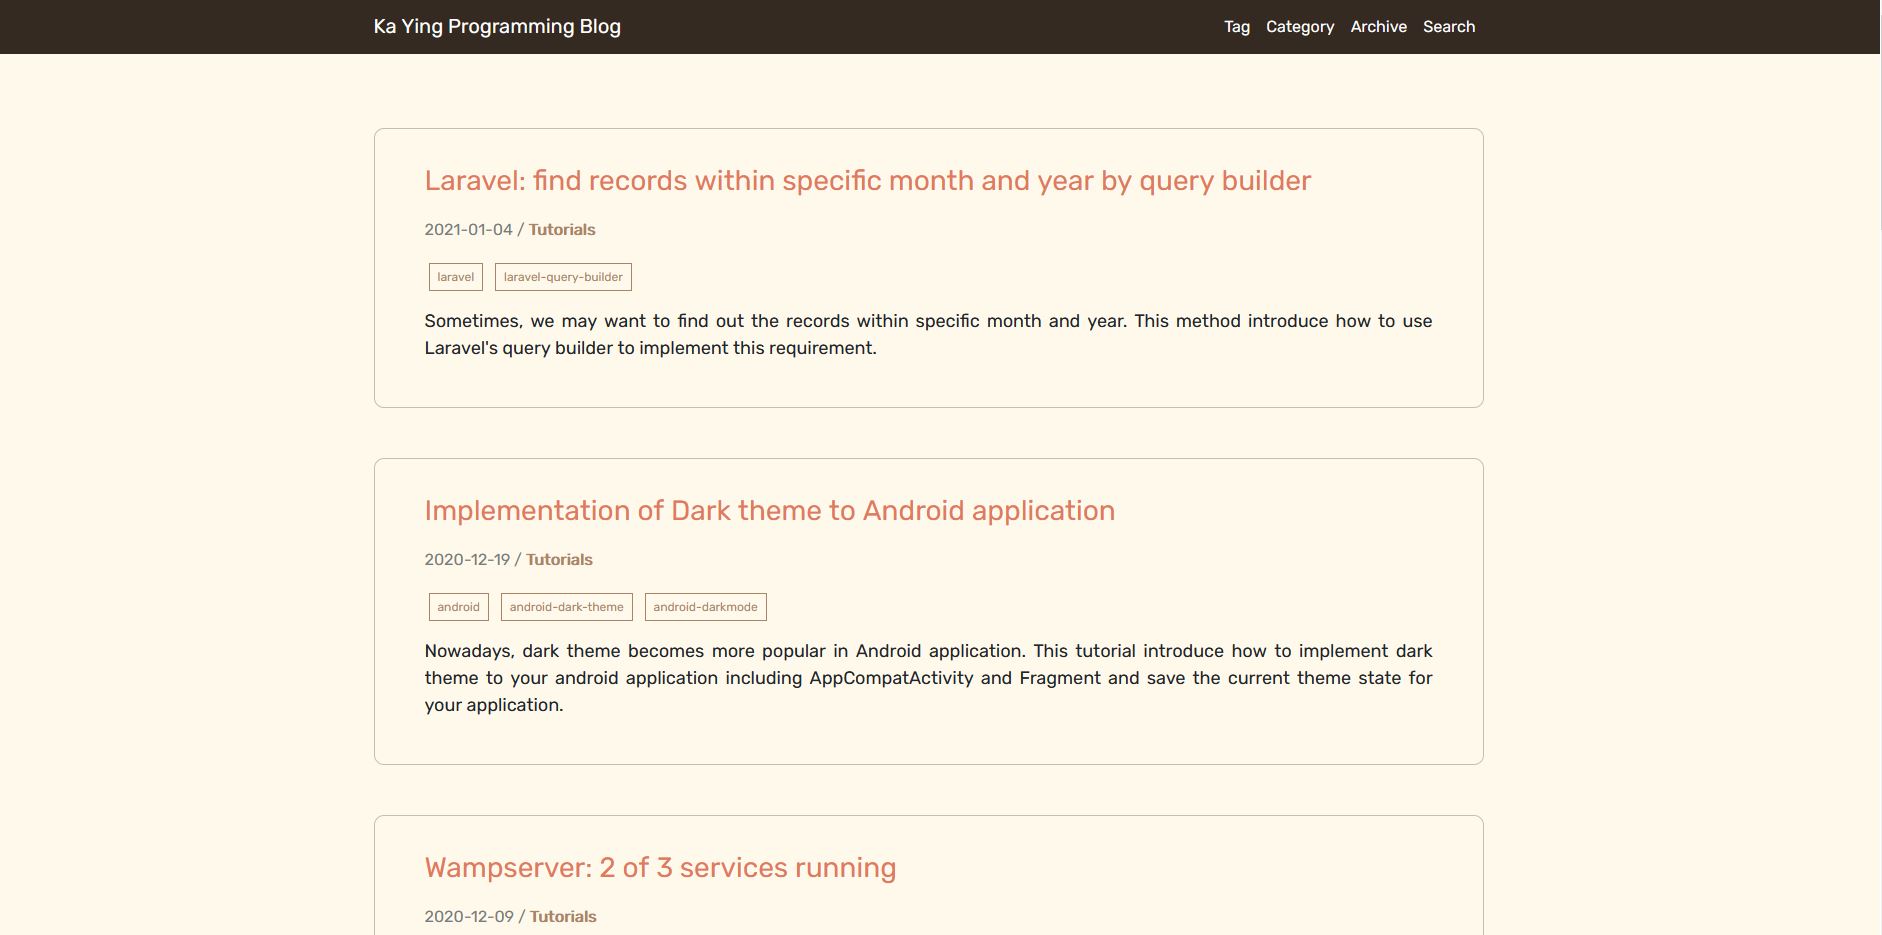 Ka Ying Programming Blog
Tag Category Archive Search
Laravel: find records within specific month and year by query builder
2021-01-04 / Tutorials
laravel laravel-query-builder
Sometimes, we may want to find out the records within specific month and year. This method introduce how to use
Laravel's query builder to implement this requirement.
Implementation of Dark theme to Android application
2020-12-19 / Tutorials
android android-dark-theme android-darkmode
Nowadays, dark theme becomes more popular in Android application. This tutorial introduce how to implement dark
theme to your android application including AppCompatActivity and Fragment and save the current theme state for
your application.
Wampserver: 2 of 3 services running
2020-12-09 / Tutorials